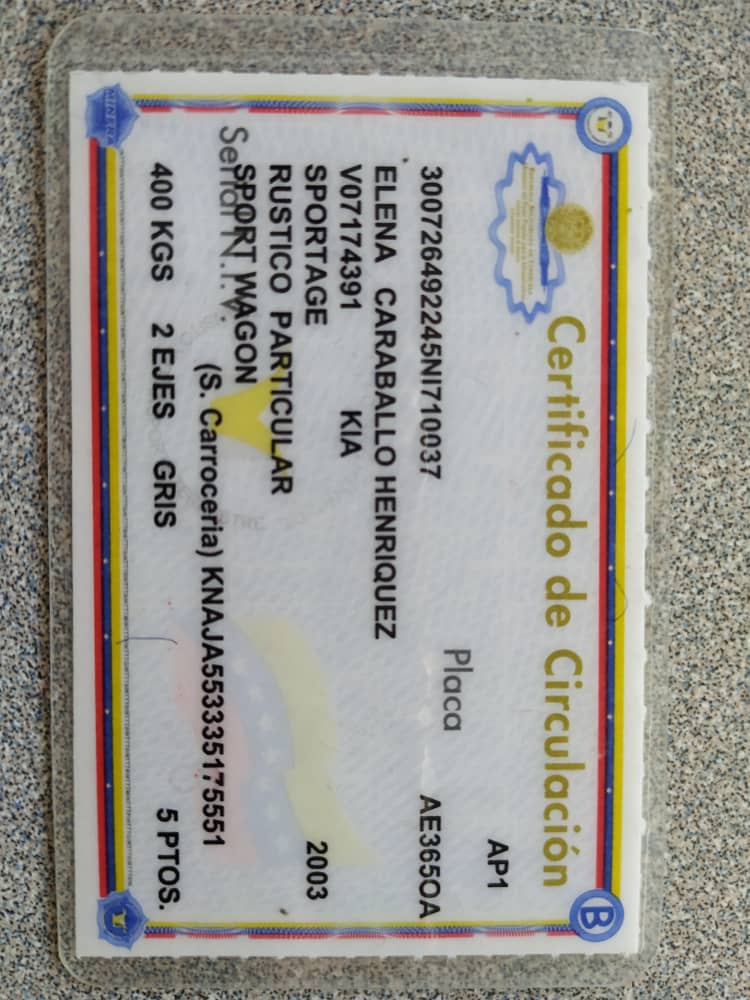 Certificado de Circulación
AP1
Placa
300726492245NI710037 AE365OA
ELENA CARABALLO HENRIQUEZ
V07174391 KIA
SPORTAGE 2003
RUSTICO PARTICULAR
SPORT WAGON
Serial N.I.V.
(S. Carroceria) KNAJA553335175551
400 KGS 2 EJES GRIS 5 PTOS.
B